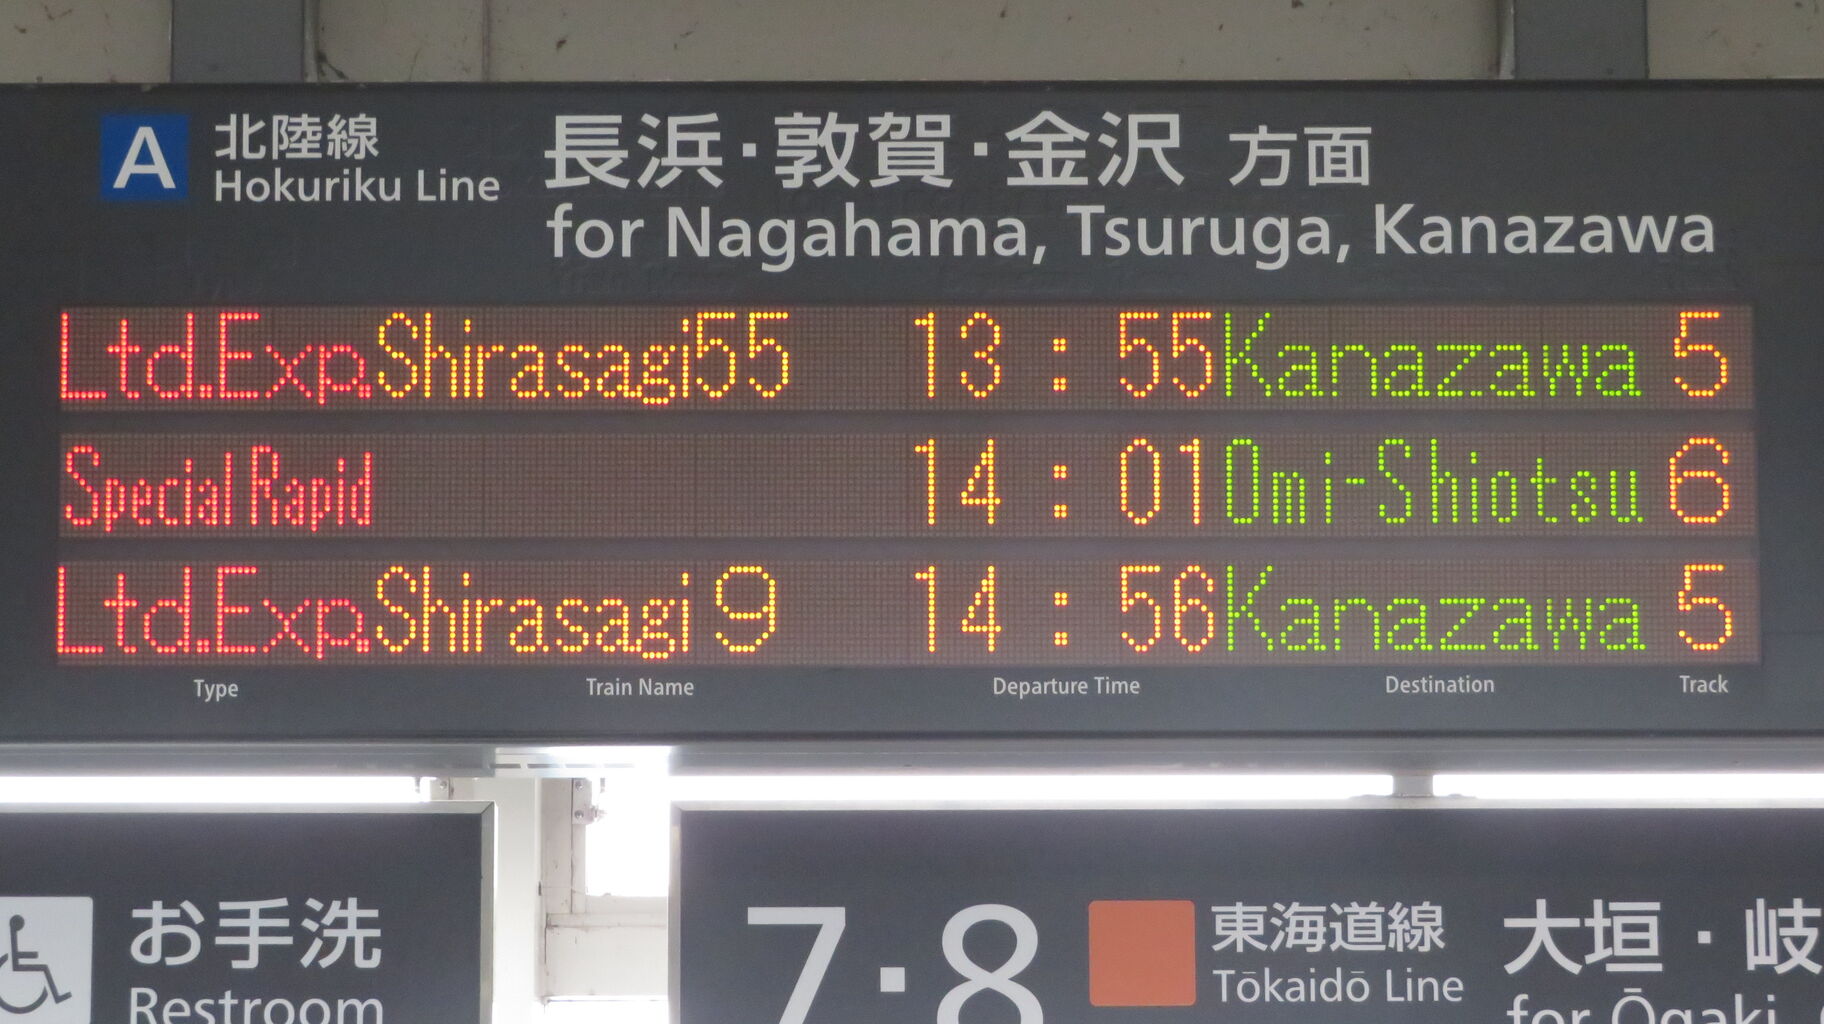 A 北陸線 長浜・敦賀・金沢 方面
Hokuriku Line for Nagahama, Tsuruga, Kanazawa
Ltd.Exp. Shirasagi55 13:55 Kanazawa 5
Special Rapid 14:01 Omi-Shiotsu 6
Ltd.Exp. Shirasagi 9 14:56 Kanazawa 5
Type Train Name Departure Time Destination Track
お手洗
Restroom
7・8 東海道線 大垣・岐
Tōkaidō Line for Ōgaki,